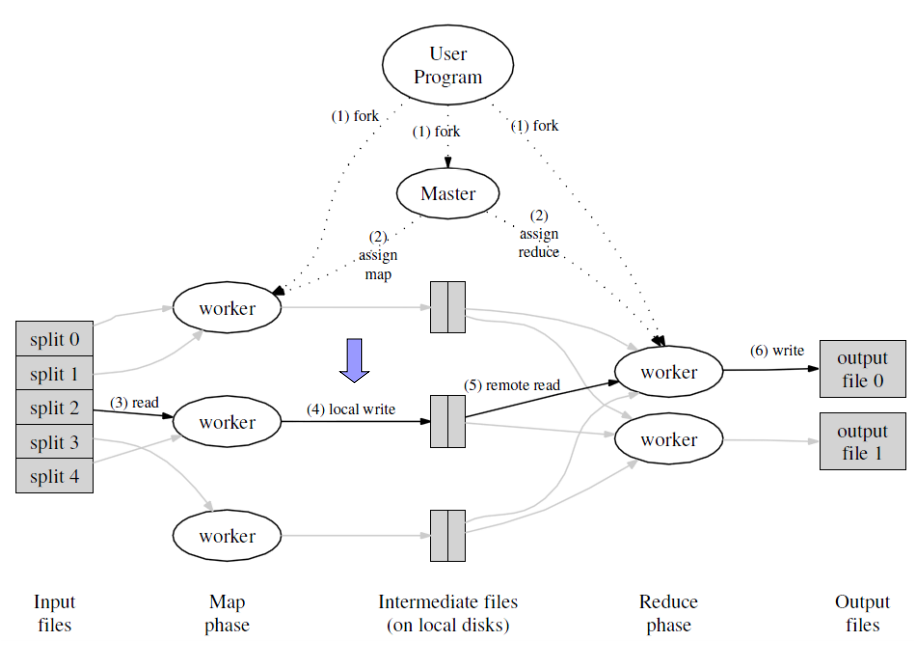 User
Program
(1) fork
(1) fork
(1) fork
Master
(2)
assign
map
(2)
assign
reduce
worker
split 0
split 1
split 2
split 3
split 4
(3) read
worker
(4) local write
worker
(5) remote read
worker
(6) write
output
file 0
worker
output
file 1
Input
files
Map
phase
Intermediate files
(on local disks)
Reduce
phase
Output
files